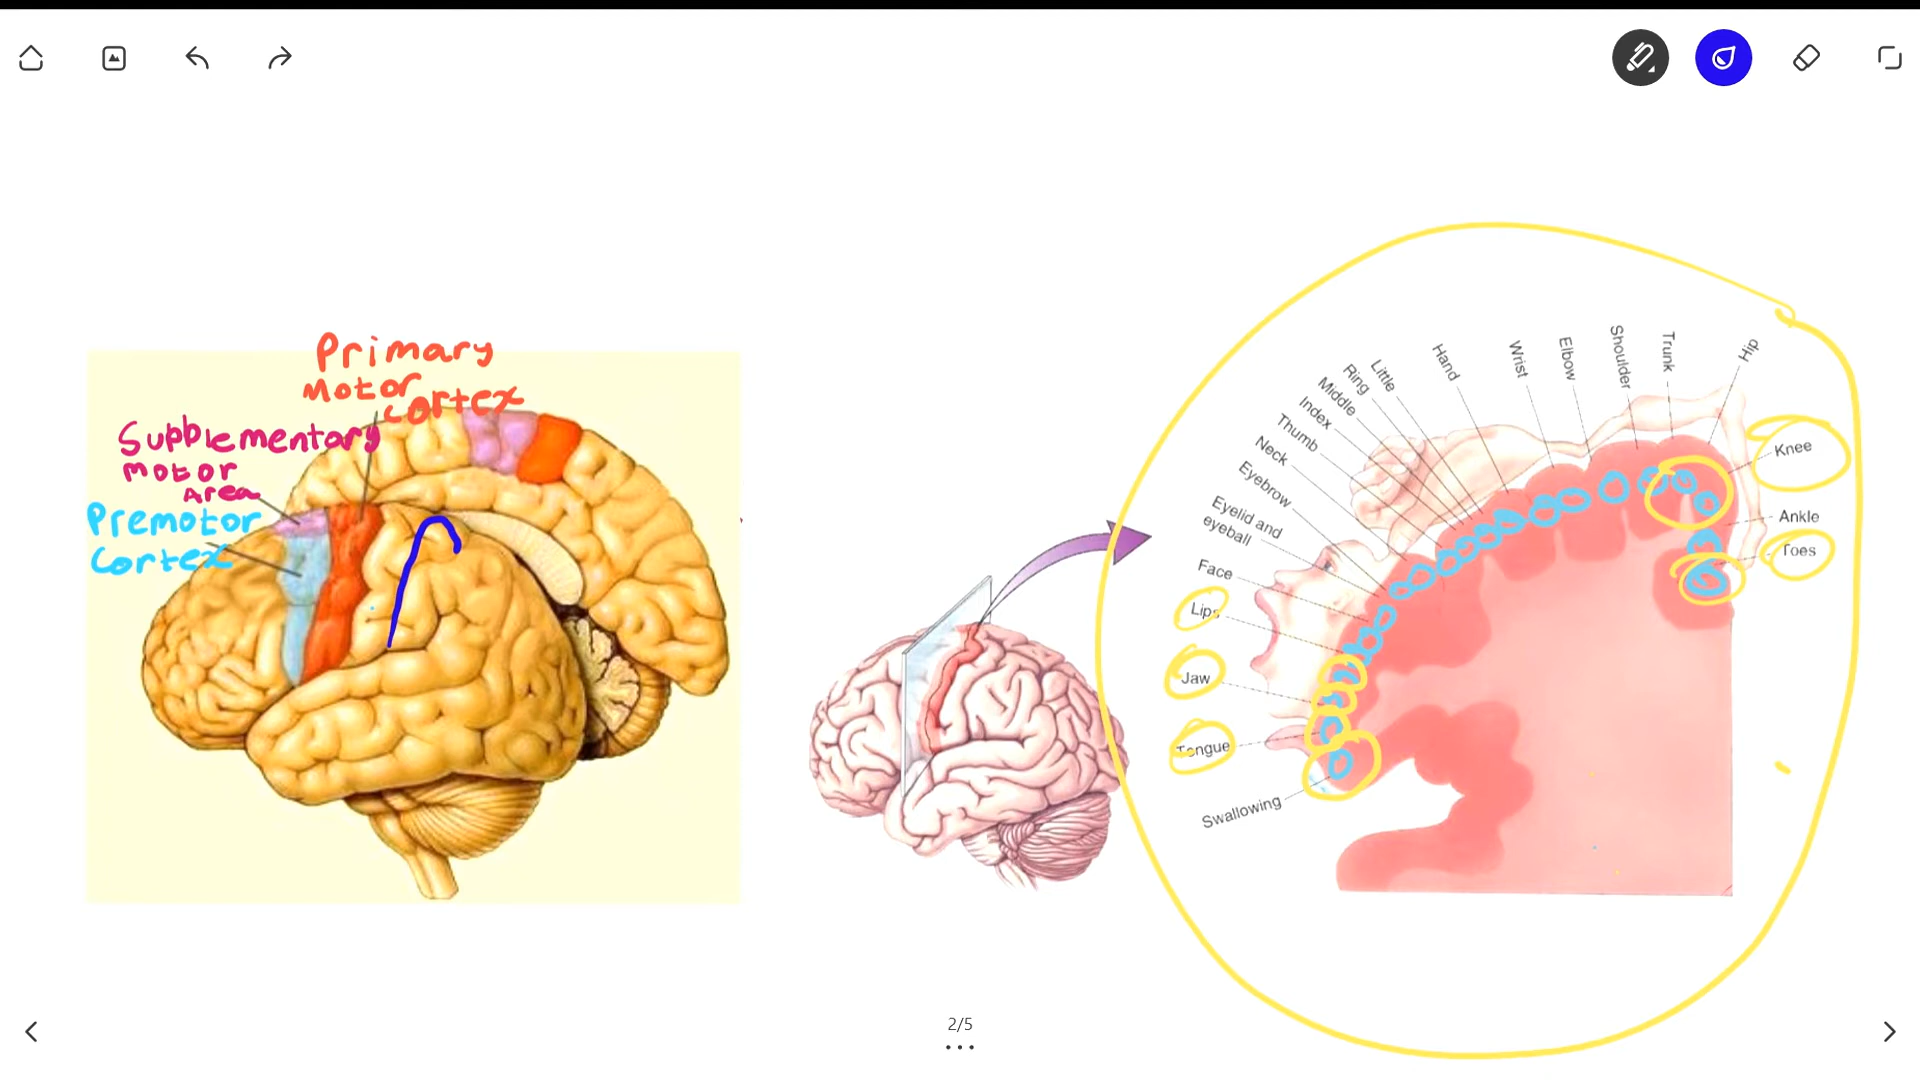 Primary
Motor
Cortex
Supplementary
Motor
Area
Premotor
Cortex
Little
Ring
Middle
Index
Thumb
Neck
Eyebrow
Eyelid and
eyeball
Face
Lips
Jaw
Tongue
Swallowing
Hand
Wrist
Elbow
Shoulder
Trunk
Hip
Knee
Ankle
Toes
2/5